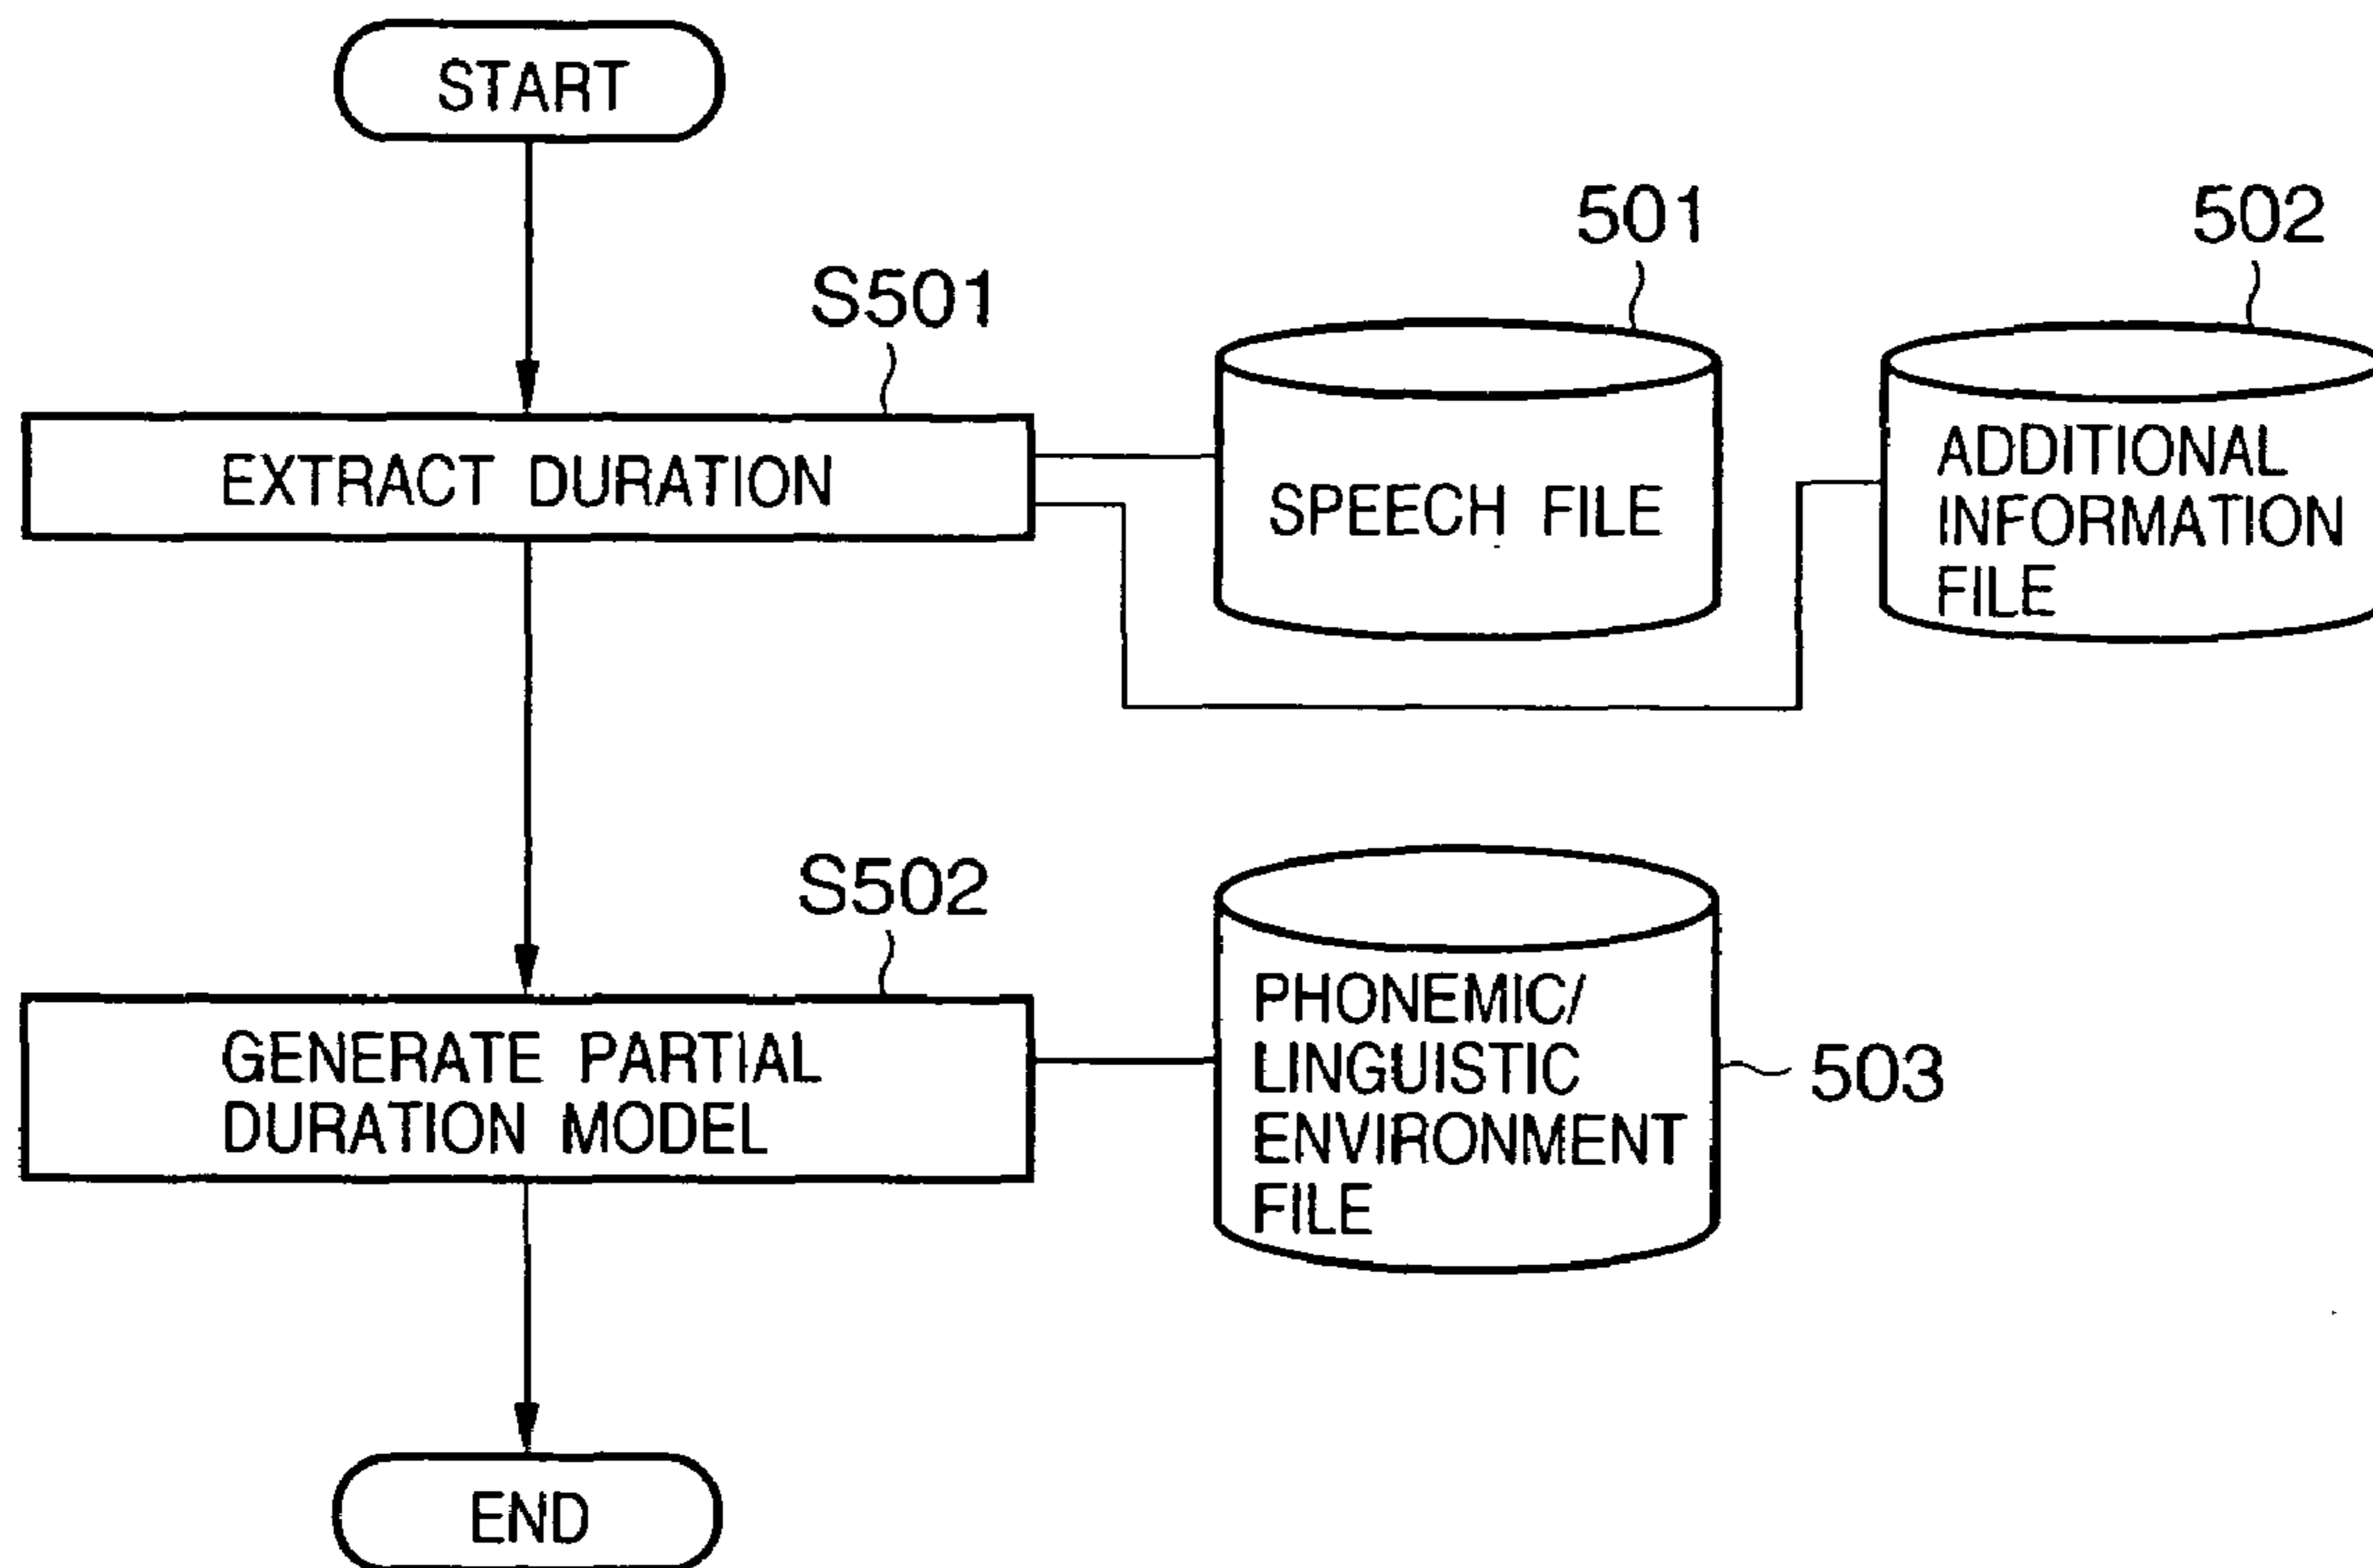 START
501
502
S501
EXTRACT DURATION
SPEECH FILE
ADDITIONAL
INFORMATION
FILE
S502
GENERATE PARTIAL
DURATION MODEL
PHONEMIC/
LINGUISTIC
ENVIRONMENT
FILE
503
END